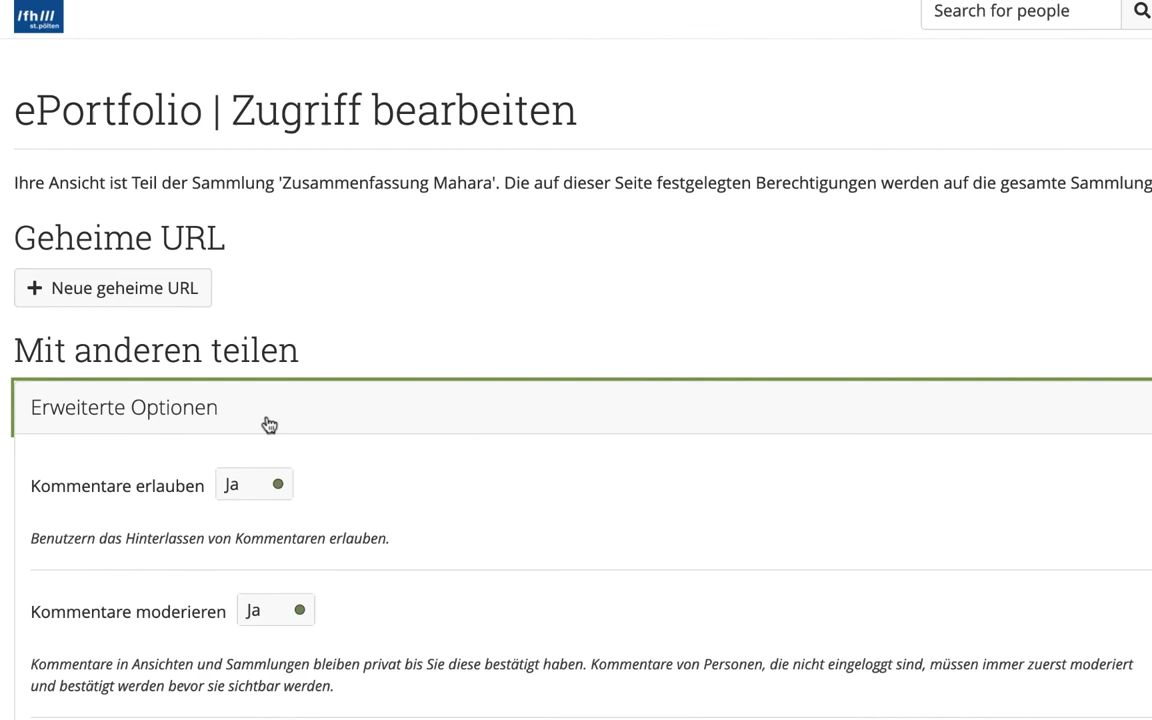 /fh///
st.pölten
Search for people
ePortfolio | Zugriff bearbeiten
Ihre Ansicht ist Teil der Sammlung 'Zusammenfassung Mahara'. Die auf dieser Seite festgelegten Berechtigungen werden auf die gesamte Sammlung
Geheime URL
+ Neue geheime URL
Mit anderen teilen
Erweiterte Optionen
Kommentare erlauben Ja
Benutzern das Hinterlassen von Kommentaren erlauben.
Kommentare moderieren Ja
Kommentare in Ansichten und Sammlungen bleiben privat bis Sie diese bestätigt haben. Kommentare von Personen, die nicht eingeloggt sind, müssen immer zuerst moderiert
und bestätigt werden bevor sie sichtbar werden.